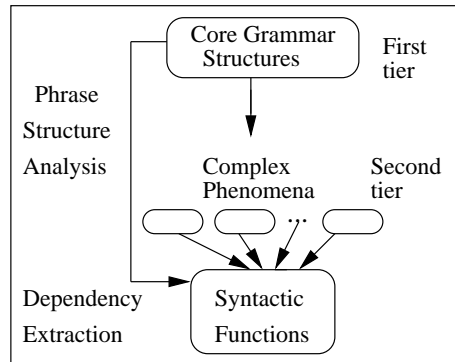 Core Grammar
Structures
First
tier
Phrase
Structure
Analysis
Complex
Phenomena
Second
tier
...
Dependency
Extraction
Syntactic
Functions